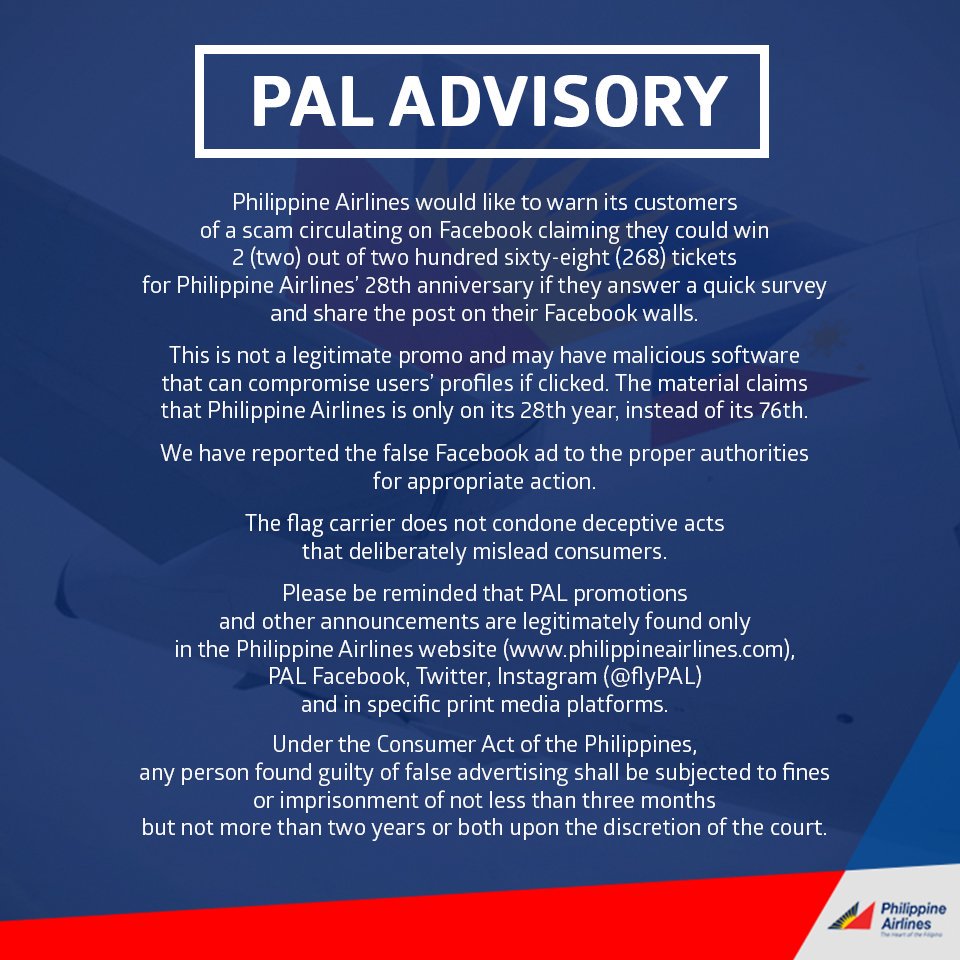 PAL ADVISORY
Philippine Airlines would like to warn its customers
of a scam circulating on Facebook claiming they could win
2 (two) out of two hundred sixty-eight (268) tickets
for Philippine Airlines’ 28th anniversary if they answer a quick survey
and share the post on their Facebook walls.
This is not a legitimate promo and may have malicious software
that can compromise users’ profiles if clicked. The material claims
that Philippine Airlines is only on its 28th year, instead of its 76th.
We have reported the false Facebook ad to the proper authorities
for appropriate action.
The flag carrier does not condone deceptive acts
that deliberately mislead consumers.
Please be reminded that PAL promotions
and other announcements are legitimately found only
in the Philippine Airlines website (www.philippineairlines.com),
PAL Facebook, Twitter, Instagram (@flyPAL)
and in specific print media platforms.
Under the Consumer Act of the Philippines,
any person found guilty of false advertising shall be subjected to fines
or imprisonment of not less than three months
but not more than two years or both upon the discretion of the court.
Philippine
Airlines
The Heart of the Filipino